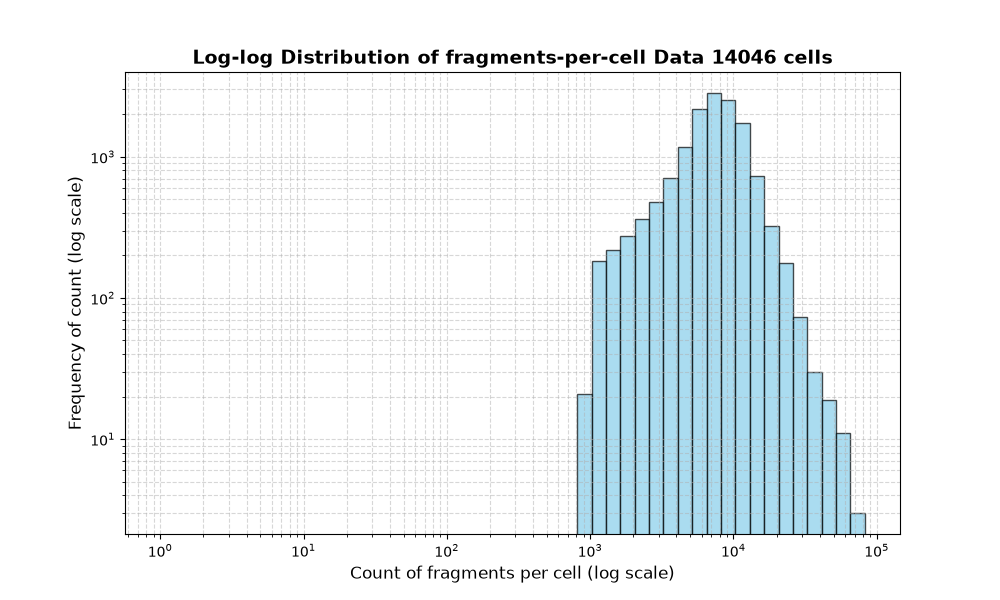 Log-log Distribution of fragments-per-cell Data 14046 cells
Frequency of count (log scale)
10³
10²
10¹
10⁰ 10¹ 10² 10³ 10⁴ 10⁵
Count of fragments per cell (log scale)